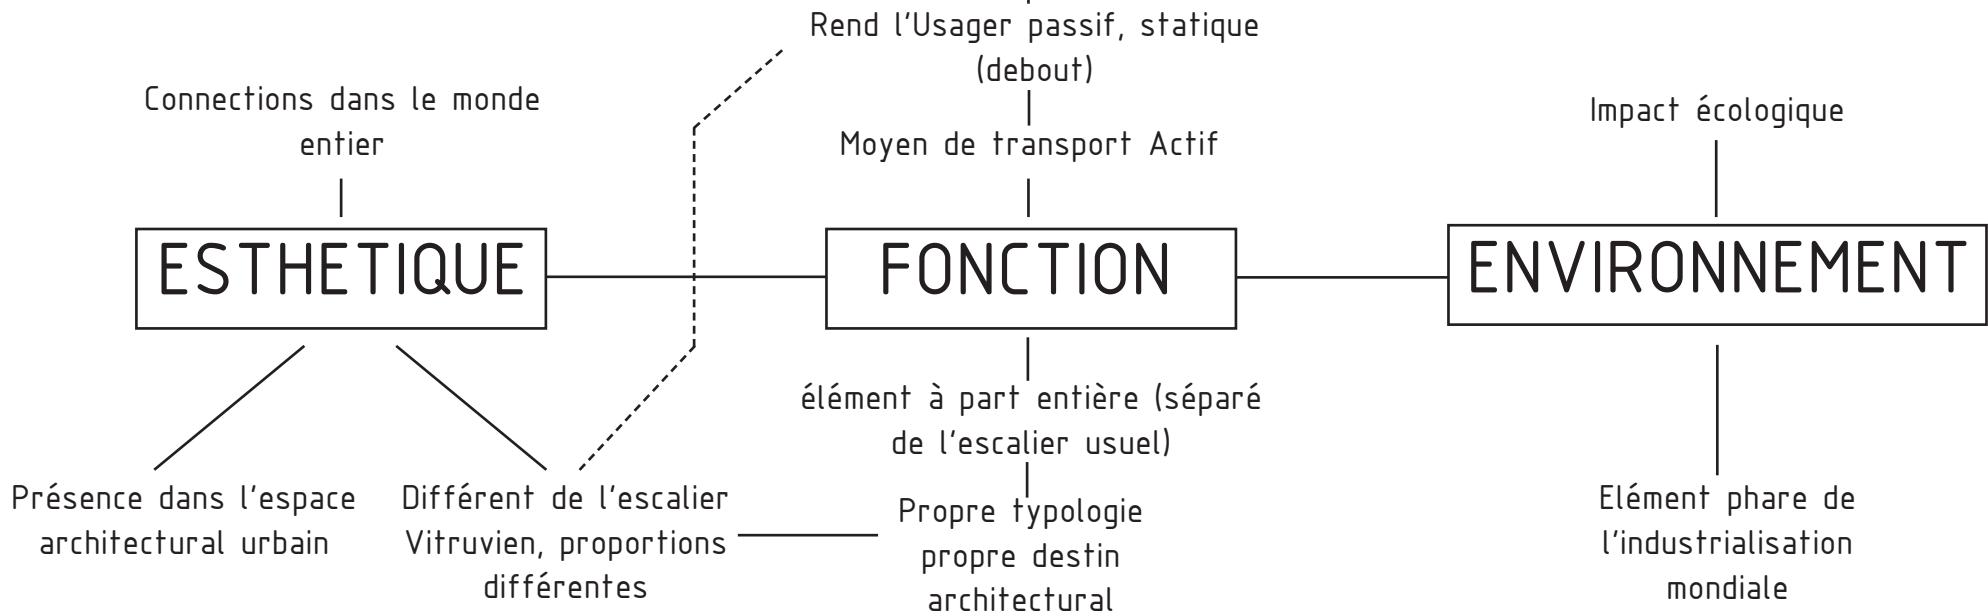 Rend l'Usager passif, statique
(debout)
Connections dans le monde
entier
Moyen de transport Actif
Impact écologique
ESTHETIQUE
FONCTION
ENVIRONNEMENT
élément à part entière (séparé
de l'escalier usuel)
Présence dans l'espace
architectural urbain
Différent de l'escalier
Vitruvien, proportions
différentes
Propre typologie
propre destin
architectural
Elément phare de
l'industrialisation
mondiale